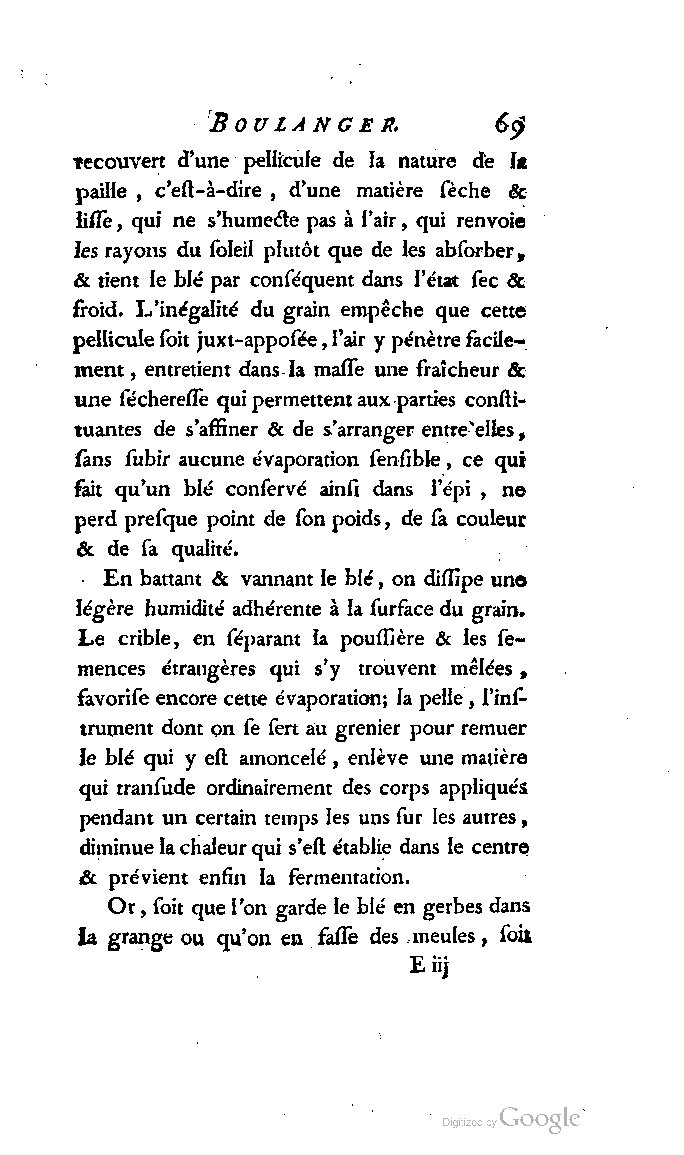 BOULANGER. 69
recouvert d'une pellicule de la nature de la
paille , c'eſt-à-dire , d'une matière ſèche &
liſſe, qui ne s'humecte pas à l'air, qui renvoie
les rayons du ſoleil plutôt que de les abſorber,
& tient le blé par conſéquent dans l'état ſec &
froid. L'inégalité du grain empêche que cette
pellicule ſoit juxt-appoſée, l'air y pénètre facile-
ment , entretient dans la maſſe une fraîcheur &
une ſéchereſſe qui permettent aux parties conſti-
tuantes de s'affiner & de s'arranger entre'elles,
ſans ſubir aucune évaporation ſenſible, ce qui
fait qu'un blé conſervé ainſi dans l'épi , ne
perd preſque point de ſon poids, de ſa couleur
& de ſa qualité.
En battant & vannant le blé, on diſſipe une
légère humidité adhérente à la ſurface du grain.
Le crible, en ſéparant la pouſſière & les ſe-
mences étrangères qui s'y trouvent mêlées ,
favoriſe encore cette évaporation; la pelle, l'inſ-
trument dont on ſe ſert au grenier pour remuer
le blé qui y eſt amoncelé, enlève une matière
qui tranſude ordinairement des corps appliqués
pendant un certain temps les uns ſur les autres,
diminue la chaleur qui s'eſt établie dans le centre
& prévient enfin la fermentation.
Or, ſoit que l'on garde le blé en gerbes dans
la grange ou qu'on en faſſe des meules, ſoit
E iij
Digitized by Google